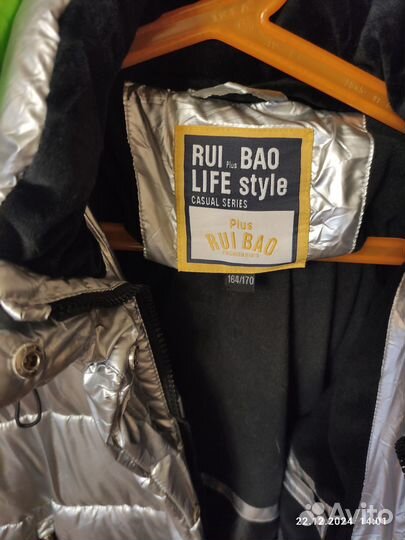 RUI Plus BAO
LIFE style
CASUAL SERIES
Plus
RUI BAO
164/170
Avito
22.12.2024 14:01